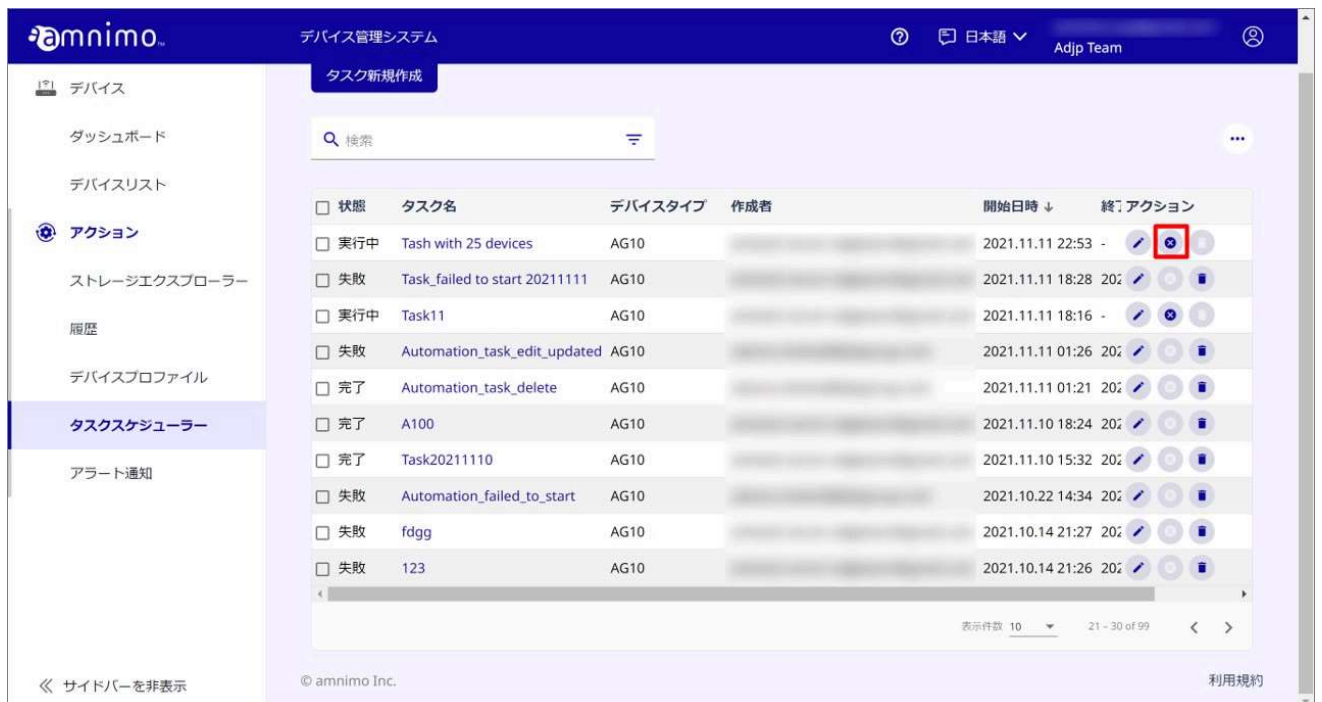 amnimo
デバイス管理システム
日本語
Adjp Team
デバイス
ダッシュボード
デバイスリスト
アクション
ストレージエクスプローラー
履歴
デバイスプロファイル
タスクスケジューラー
アラート通知
サイドバーを非表示
タスク新規作成
検索
状態 タスク名 デバイスタイプ 作成者 開始日時 ↓ 終了 アクション
実行中 Tash with 25 devices AG10 2021.11.11 22:53 -
失敗 Task_failed to start 20211111 AG10 2021.11.11 18:28 202
実行中 Task11 AG10 2021.11.11 18:16 -
失敗 Automation_task_edit_updated AG10 2021.11.11 01:26 202
完了 Automation_task_delete AG10 2021.11.11 01:21 202
完了 A100 AG10 2021.11.10 18:24 202
完了 Task20211110 AG10 2021.11.10 15:32 202
失敗 Automation_failed_to_start AG10 2021.10.22 14:34 202
失敗 fdgg AG10 2021.10.14 21:27 202
失敗 123 AG10 2021.10.14 21:26 202
表示件数 10 21 – 30 of 99
© amnimo Inc.
利用規約